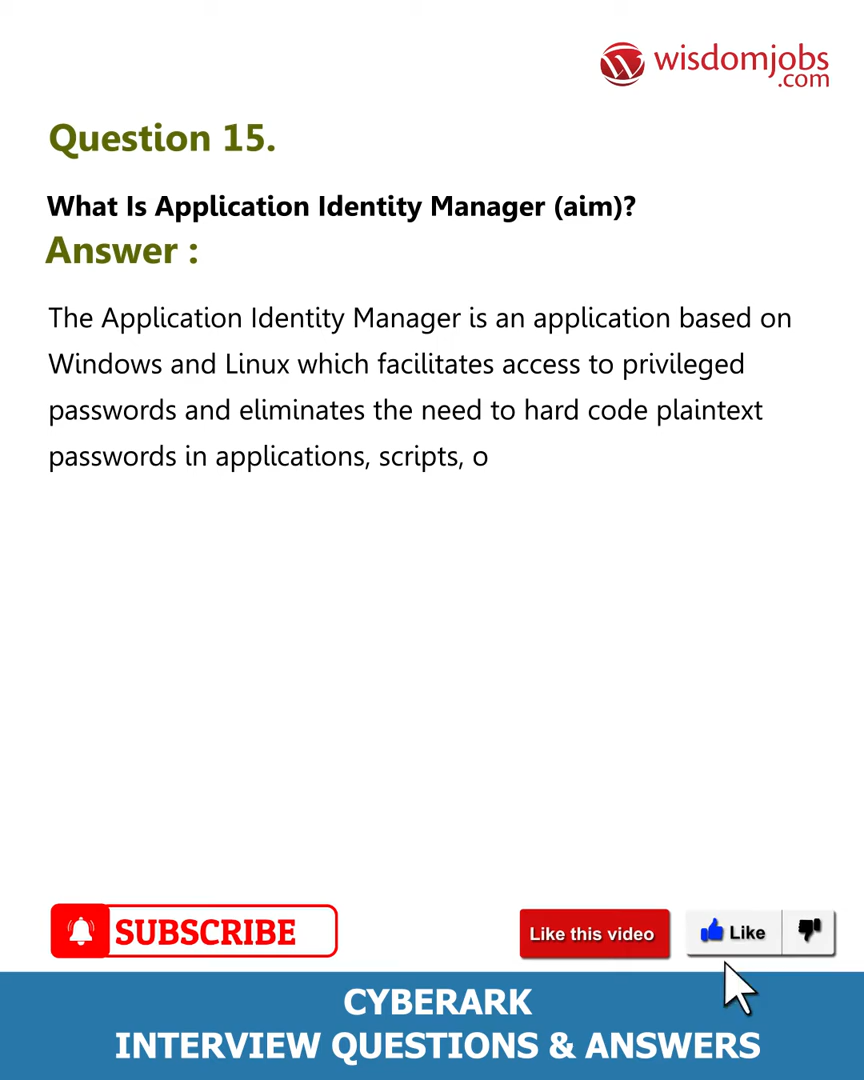 wisdomjobs
.com
Question 15.
What Is Application Identity Manager (aim)?
Answer :
The Application Identity Manager is an application based on
Windows and Linux which facilitates access to privileged
passwords and eliminates the need to hard code plaintext
passwords in applications, scripts, o
SUBSCRIBE
Like this video
Like
CYBERARK
INTERVIEW QUESTIONS & ANSWERS